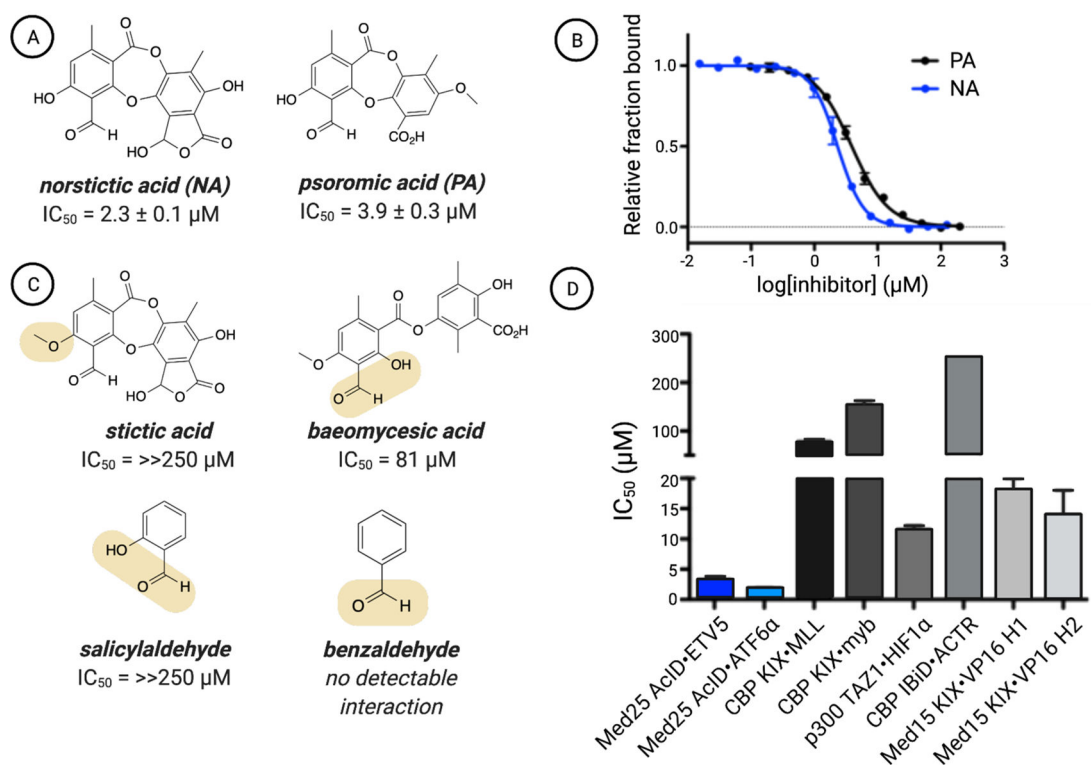 A
O
O
HO
O
OH
O
H
HO
O
O
norstictic acid (NA)
IC₅₀ = 2.3 ± 0.1 μM
O
O
HO
O
O
O
H
CO₂H
psoromic acid (PA)
IC₅₀ = 3.9 ± 0.3 μM
B
Relative fraction bound
1.0
0.5
0.0
-2
-1
0
1
2
3
log[inhibitor] (μM)
PA
NA
C
O
O
O
O
OH
O
H
HO
O
O
stictic acid
IC₅₀ = >>250 μM
O
OH
O
CO₂H
O
OH
O
H
baeomycesic acid
IC₅₀ = 81 μM
HO
O
H
salicylaldehyde
IC₅₀ = >>250 μM
O
H
benzaldehyde
no detectable
interaction
D
IC₅₀ (μM)
300
200
100
20
15
10
5
0
Med25 AcID•ETV5
Med25 AcID•ATF6α
CBP KIX•MLL
CBP KIX•myb
p300 TAZ1•HIF1α
CBP IBiD•ACTR
Med15 KIX•VP16 H1
Med15 KIX•VP16 H2